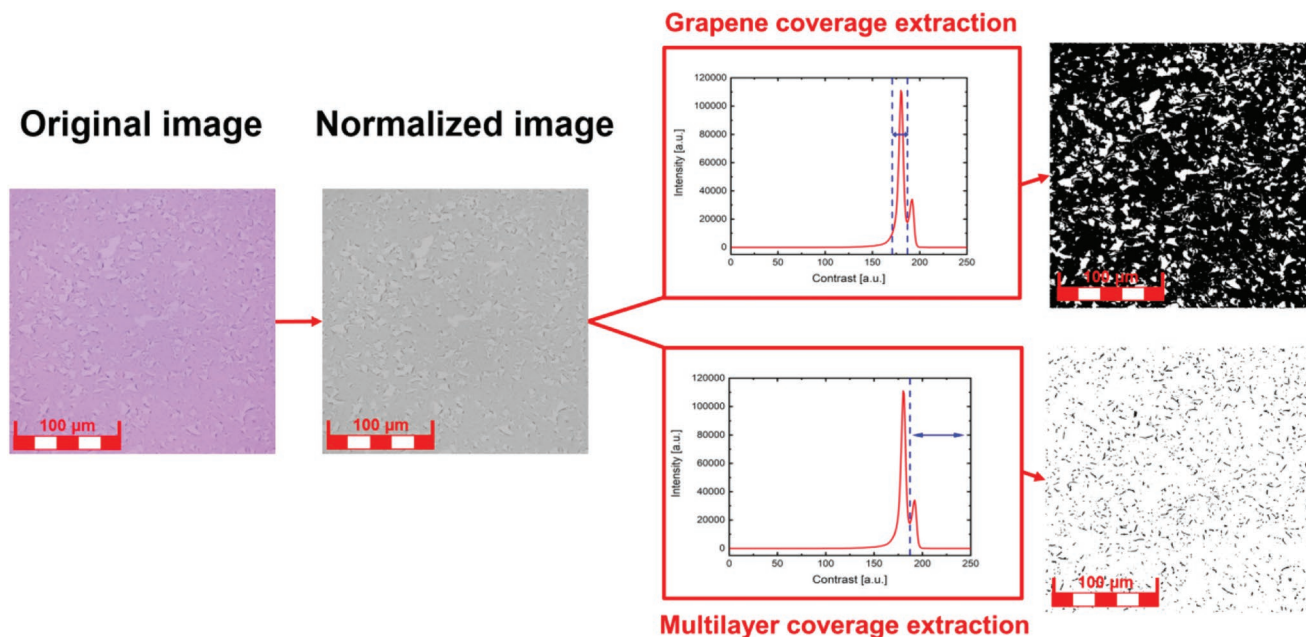 Grapene coverage extraction
Original image
Normalized image
120000
100000
80000
60000
40000
20000
0
Intensity [a.u.]
0 50 100 150 200 250
Contrast [a.u.]
100 µm
100 µm
100 µm
120000
100000
80000
60000
40000
20000
0
Intensity [a.u.]
0 50 100 150 200 250
Contrast [a.u.]
100 µm
Multilayer coverage extraction